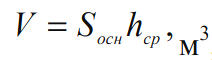 V = S_осн h_ср, м³